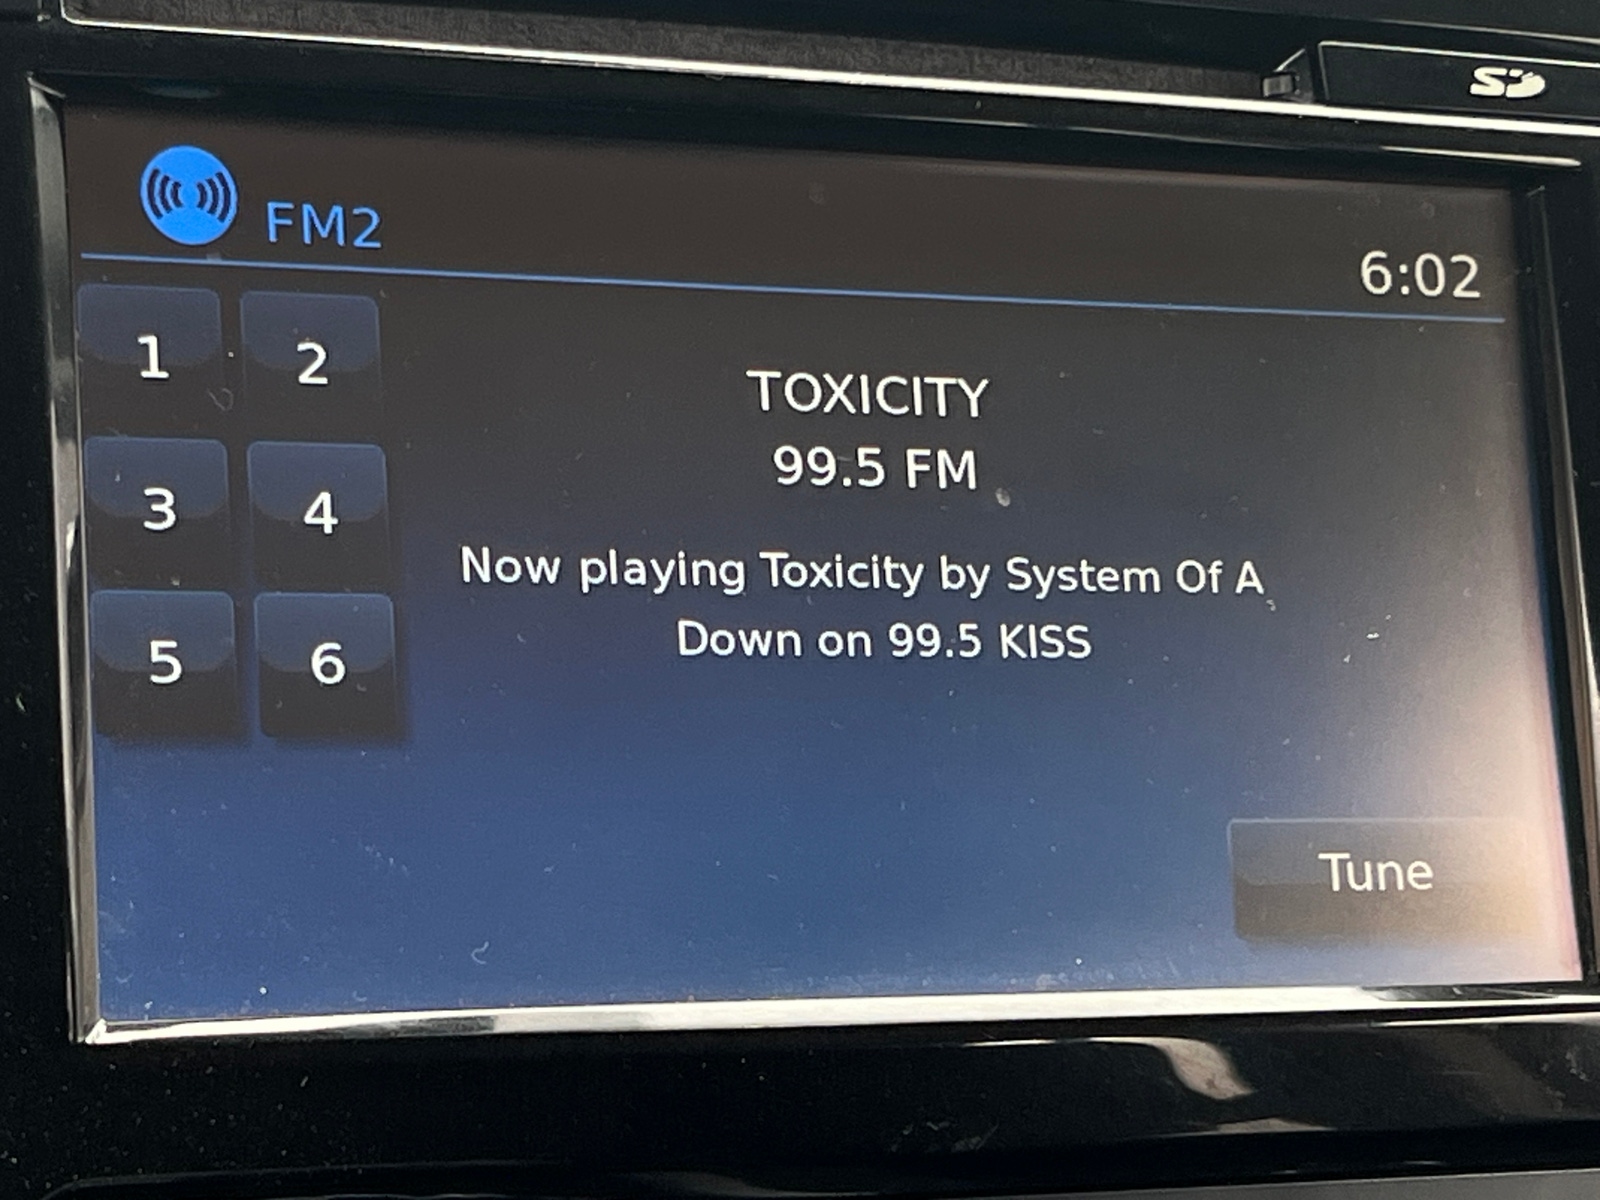 SD
FM2
6:02
1 2
3 4
5 6
TOXICITY
99.5 FM
Now playing Toxicity by System Of A
Down on 99.5 KISS
Tune